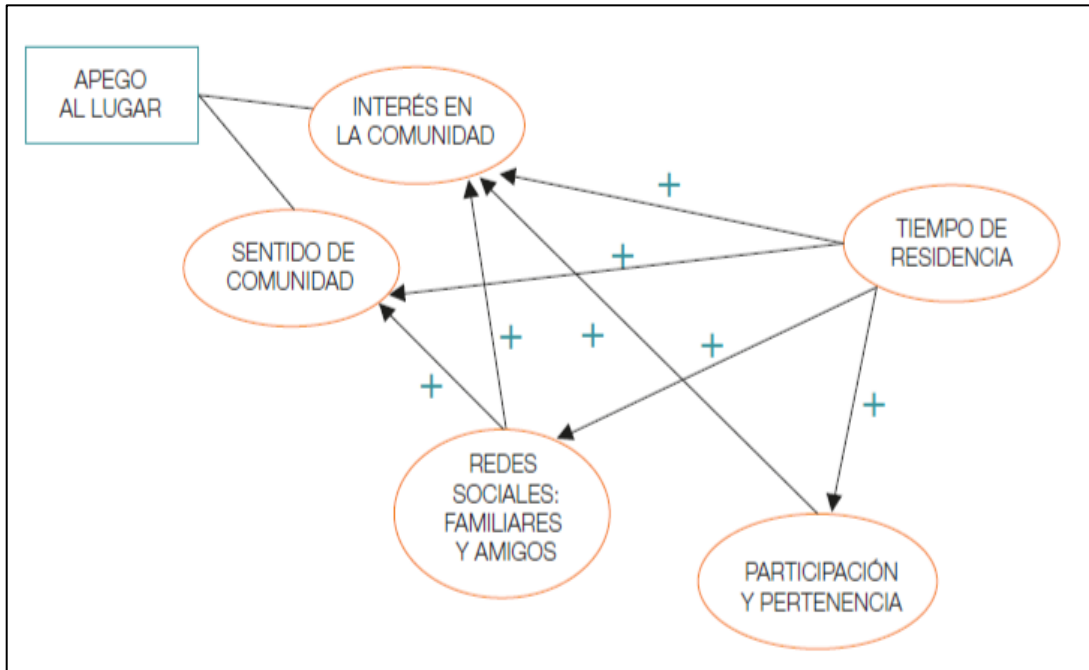 APEGO
AL LUGAR
INTERÉS EN
LA COMUNIDAD
+
TIEMPO DE
RESIDENCIA
SENTIDO DE
COMUNIDAD
+
+
+
+
+
+
REDES
SOCIALES:
FAMILIARES
Y AMIGOS
PARTICIPACIÓN
Y PERTENENCIA